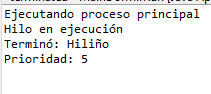 Ejecutando proceso principal
Hilo en ejecución
Terminó: Hiliño
Prioridad: 5